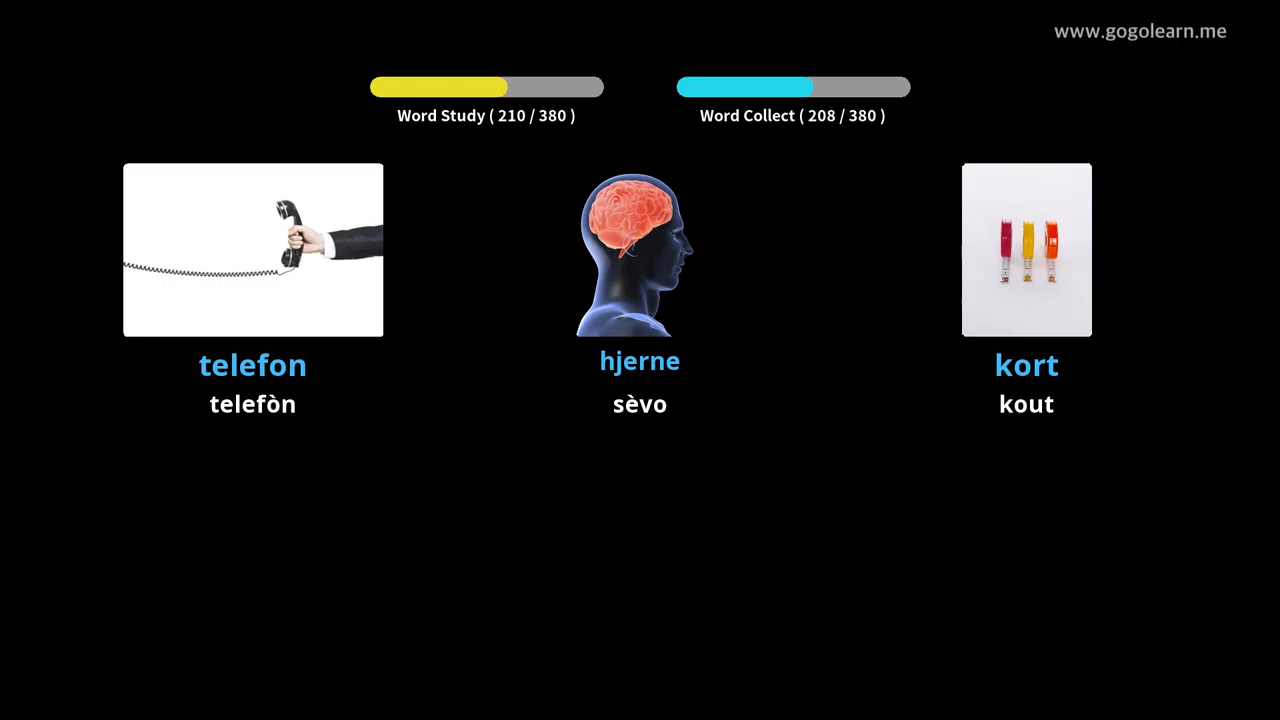 www.gogolearn.me
Word Study ( 210 / 380 )
Word Collect ( 208 / 380 )
telefon
hjerne
kort
telefòn
sèvo
kout